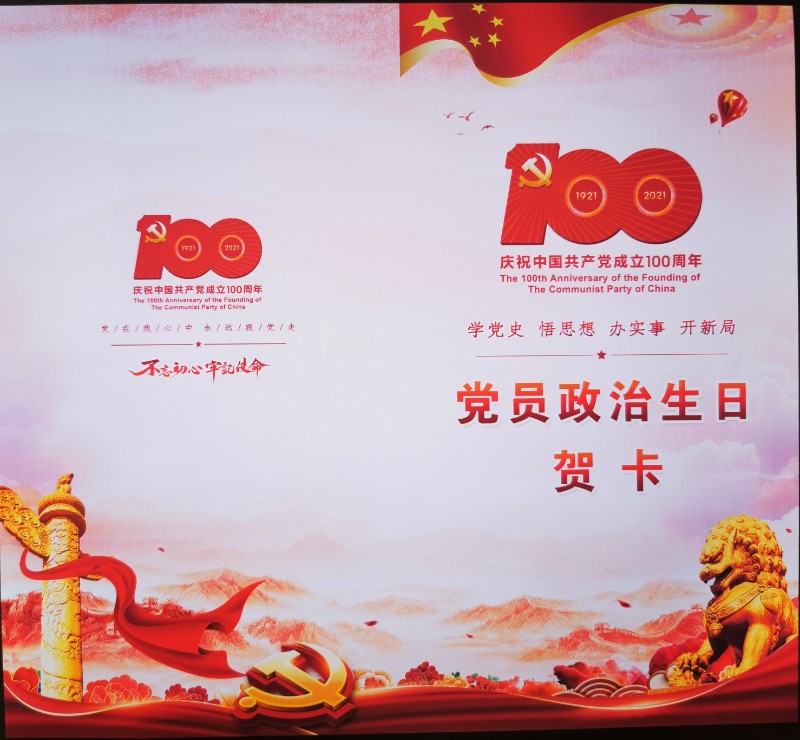 1921
2021
庆祝中国共产党成立100周年
The 100th Anniversary of the Founding of
The Communist Party of China
党/在/我/心/中 永/远/跟/党/走
不忘初心 牢記使命
100
1921
2021
庆祝中国共产党成立100周年
The 100th Anniversary of the Founding of
The Communist Party of China
学党史 悟思想 办实事 开新局
党员政治生日
贺卡